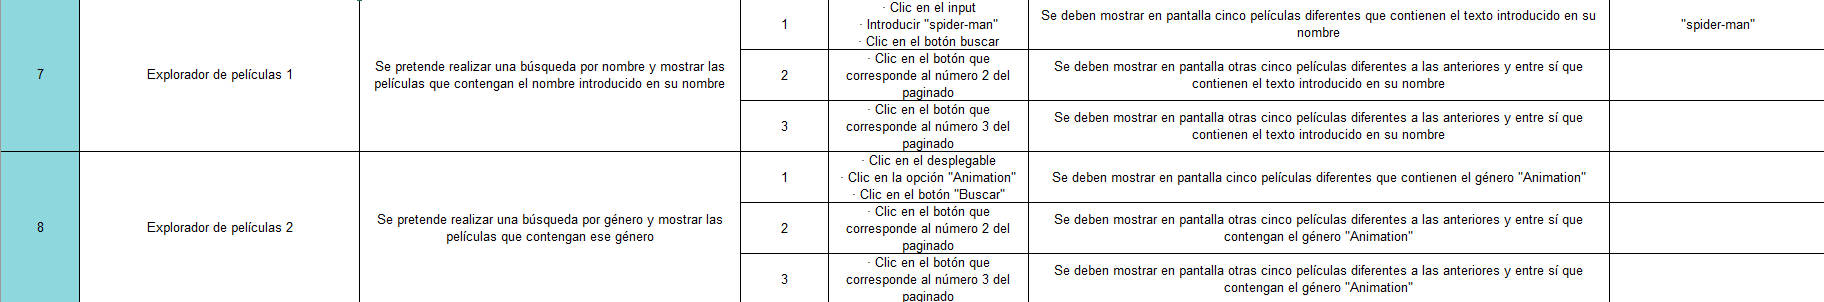 7
Explorador de películas 1
Se pretende realizar una búsqueda por nombre y mostrar las
películas que contengan el nombre introducido en su nombre
1
· Clic en el input
· Introducir "spider-man"
· Clic en el botón buscar
Se deben mostrar en pantalla cinco películas diferentes que contienen el texto introducido en su
nombre
"spider-man"
2
· Clic en el botón que
corresponde al número 2 del
paginado
Se deben mostrar en pantalla otras cinco películas diferentes a las anteriores y entre sí que
contienen el texto introducido en su nombre
3
· Clic en el botón que
corresponde al número 3 del
paginado
Se deben mostrar en pantalla otras cinco películas diferentes a las anteriores y entre sí que
contienen el texto introducido en su nombre
8
Explorador de películas 2
Se pretende realizar una búsqueda por género y mostrar las
películas que contengan ese género
1
· Clic en el desplegable
· Clic en la opción "Animation"
· Clic en el botón "Buscar"
Se deben mostrar en pantalla cinco películas diferentes que contienen el género "Animation"
2
· Clic en el botón que
corresponde al número 2 del
paginado
Se deben mostrar en pantalla otras cinco películas diferentes a las anteriores y entre sí que
contengan el género "Animation"
3
· Clic en el botón que
corresponde al número 3 del
paginado
Se deben mostrar en pantalla otras cinco películas diferentes a las anteriores y entre sí que
contengan el género "Animation"